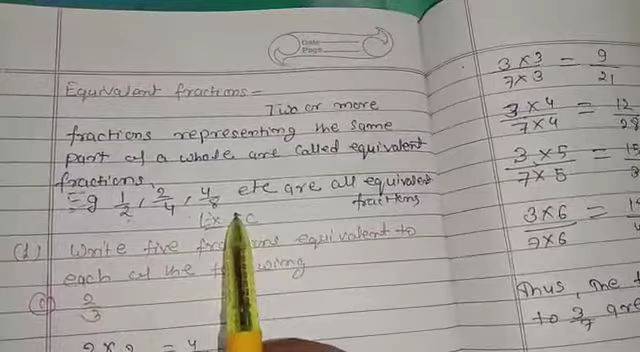 Date
Page
Equivalent fractions -
Two or more
fractions representing the same
part of a whole are called equivalent
fractions.
Eg 1/2, 2/4, 4/8 etc are all equivalent
fractions
Ex
(1) Write five fractions equivalent to
each of the following
(a) 2/3
3×3/7×3 = 9/21
3×4/7×4 = 12/28
3×5/7×5 =
3×6/7×6 =
Thus, the
to 3/7 are